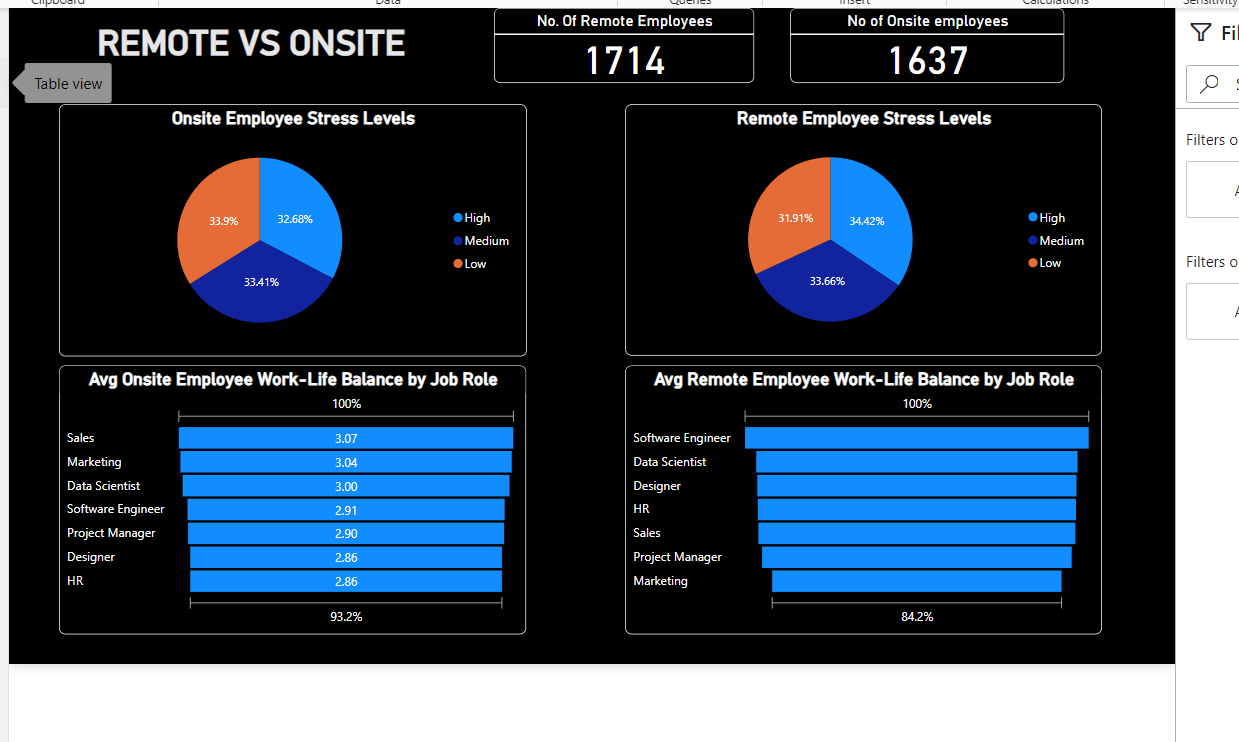 Clipboard
Data
Queries
Insert
Calculations
Sensitivity
REMOTE VS ONSITE
No. Of Remote Employees
1714
No of Onsite employees
1637
Table view
Filters o
Filters o
Onsite Employee Stress Levels
33.9%
32.68%
33.41%
High
Medium
Low
Remote Employee Stress Levels
31.91%
34.42%
33.66%
High
Medium
Low
Avg Onsite Employee Work-Life Balance by Job Role
100%
Sales 3.07
Marketing 3.04
Data Scientist 3.00
Software Engineer 2.91
Project Manager 2.90
Designer 2.86
HR 2.86
93.2%
Avg Remote Employee Work-Life Balance by Job Role
100%
Software Engineer
Data Scientist
Designer
HR
Sales
Project Manager
Marketing
84.2%